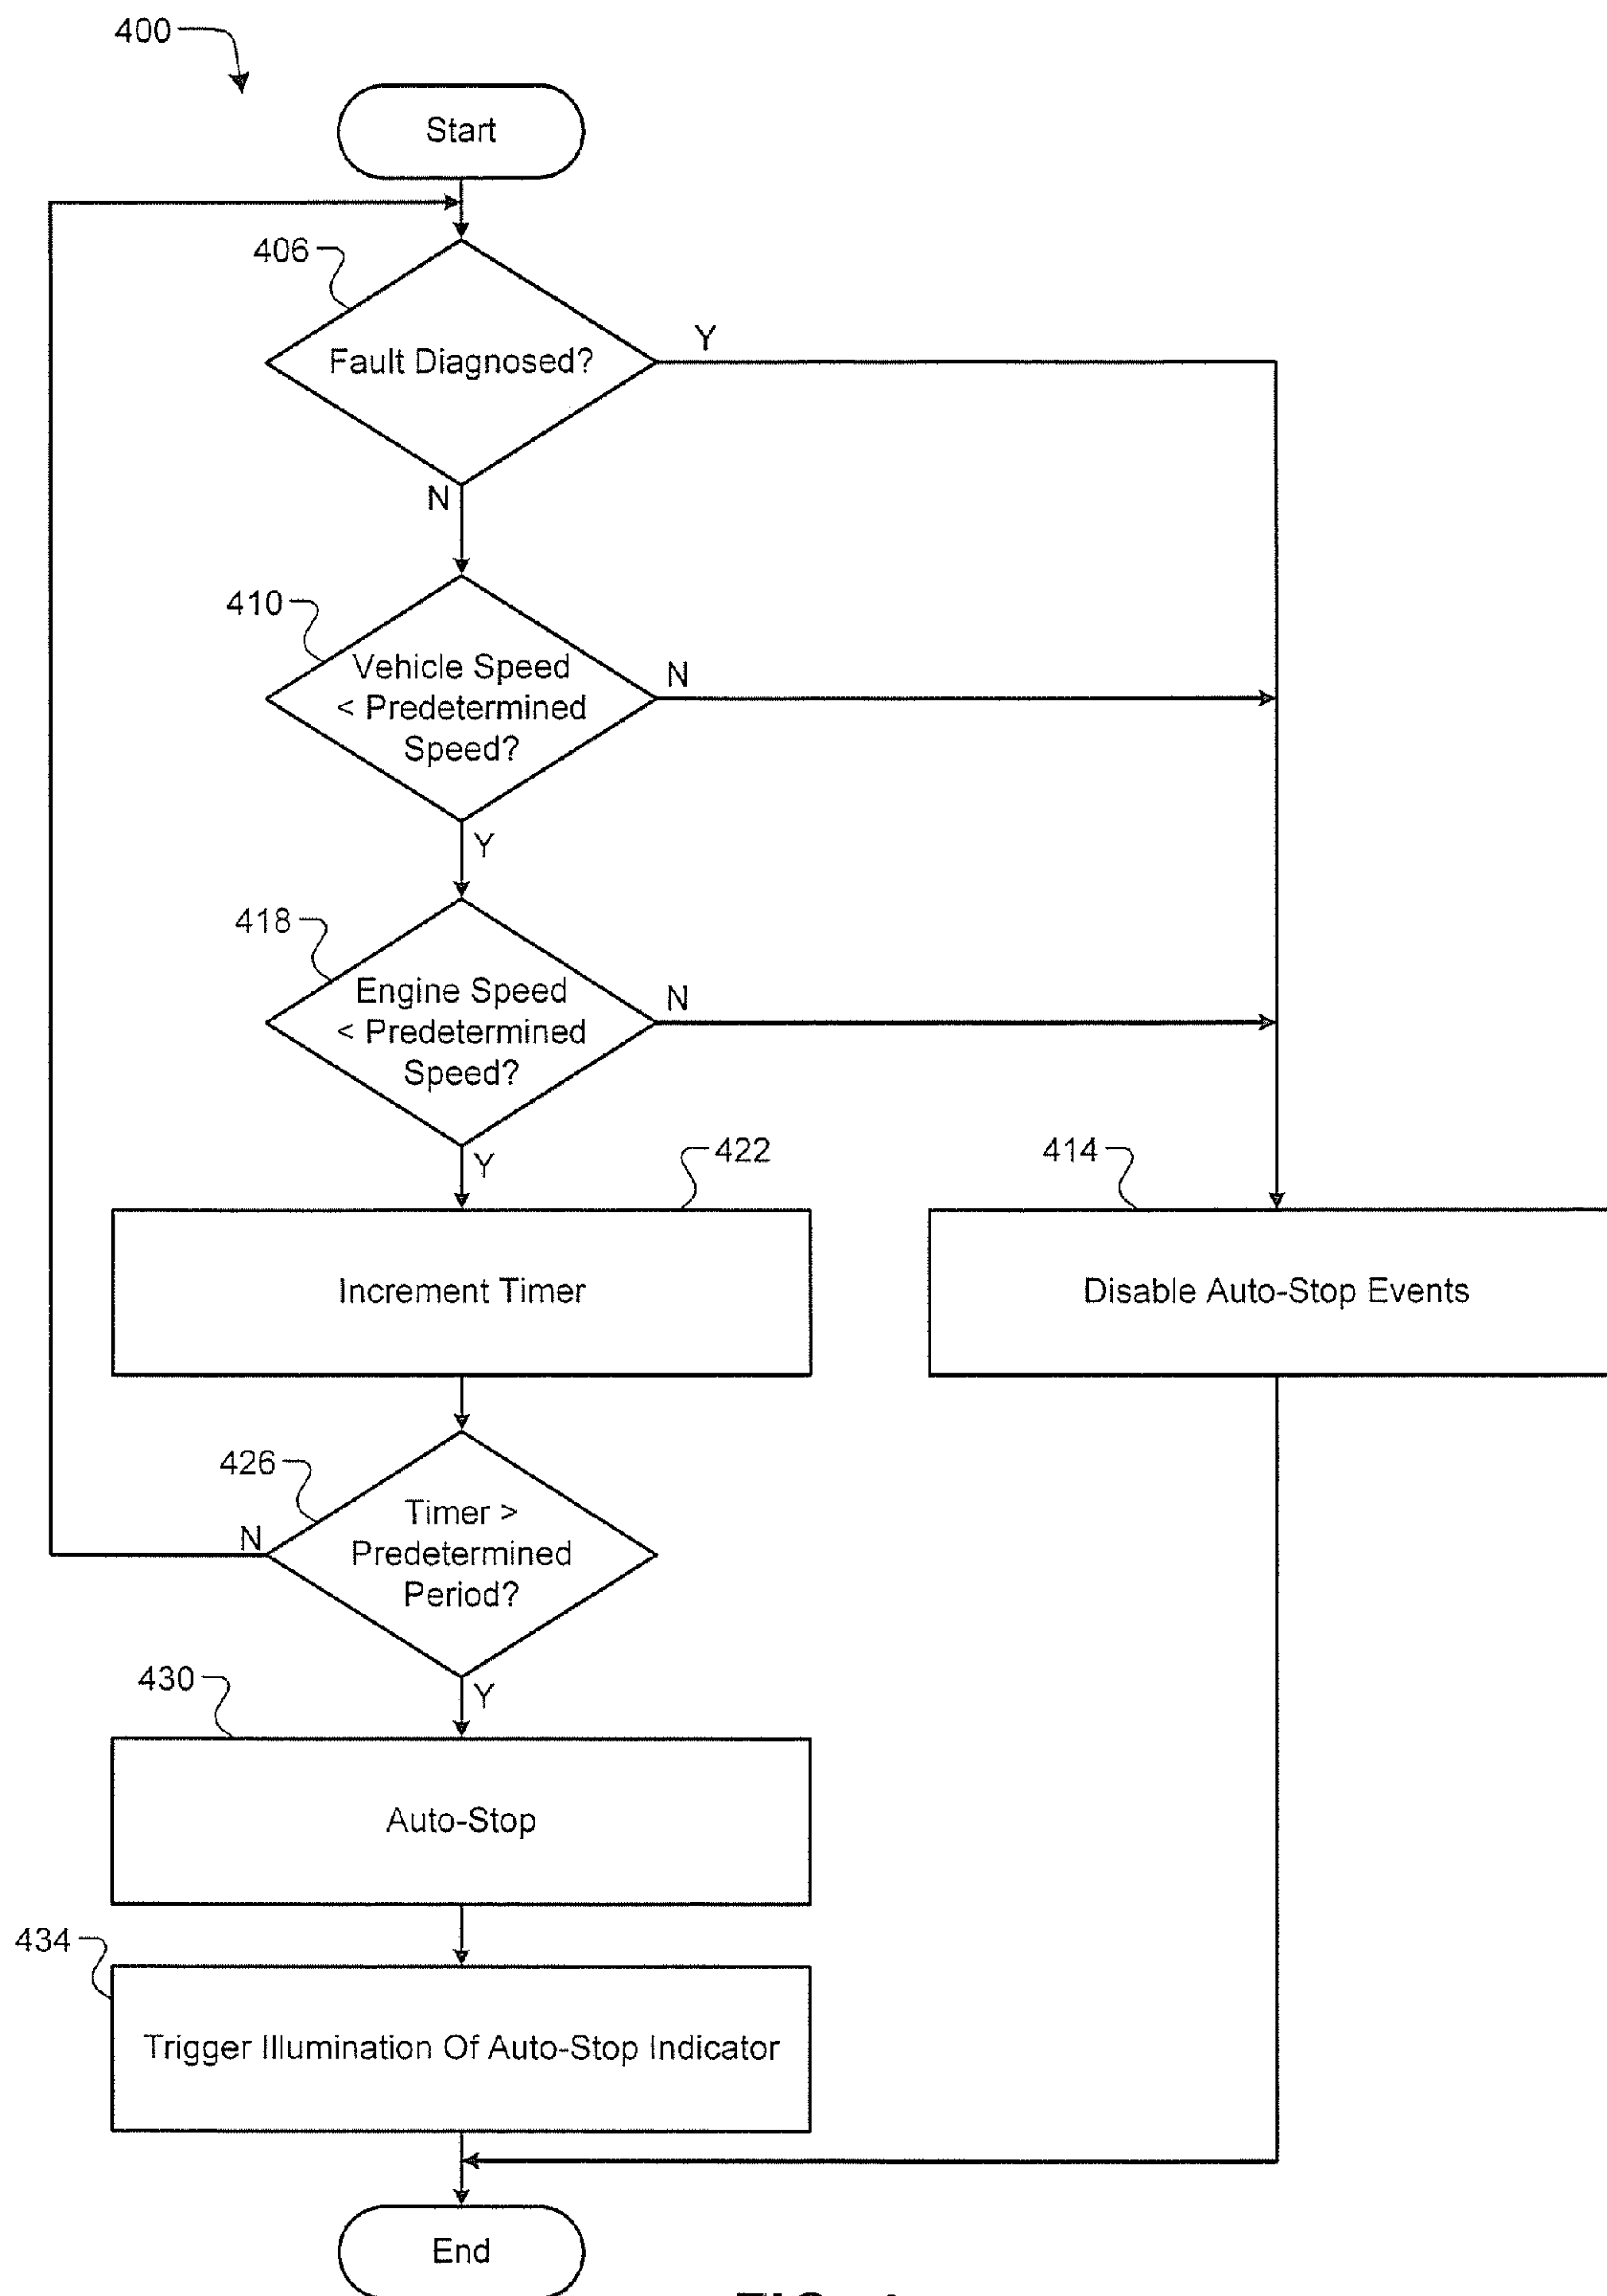 400
Start
406
Fault Diagnosed?
Y
N
410
Vehicle Speed
< Predetermined
Speed?
N
Y
418
Engine Speed
< Predetermined
Speed?
N
Y
422
414
Increment Timer
Disable Auto-Stop Events
426
Timer >
Predetermined
Period?
N
Y
430
Auto-Stop
434
Trigger Illumination Of Auto-Stop Indicator
End